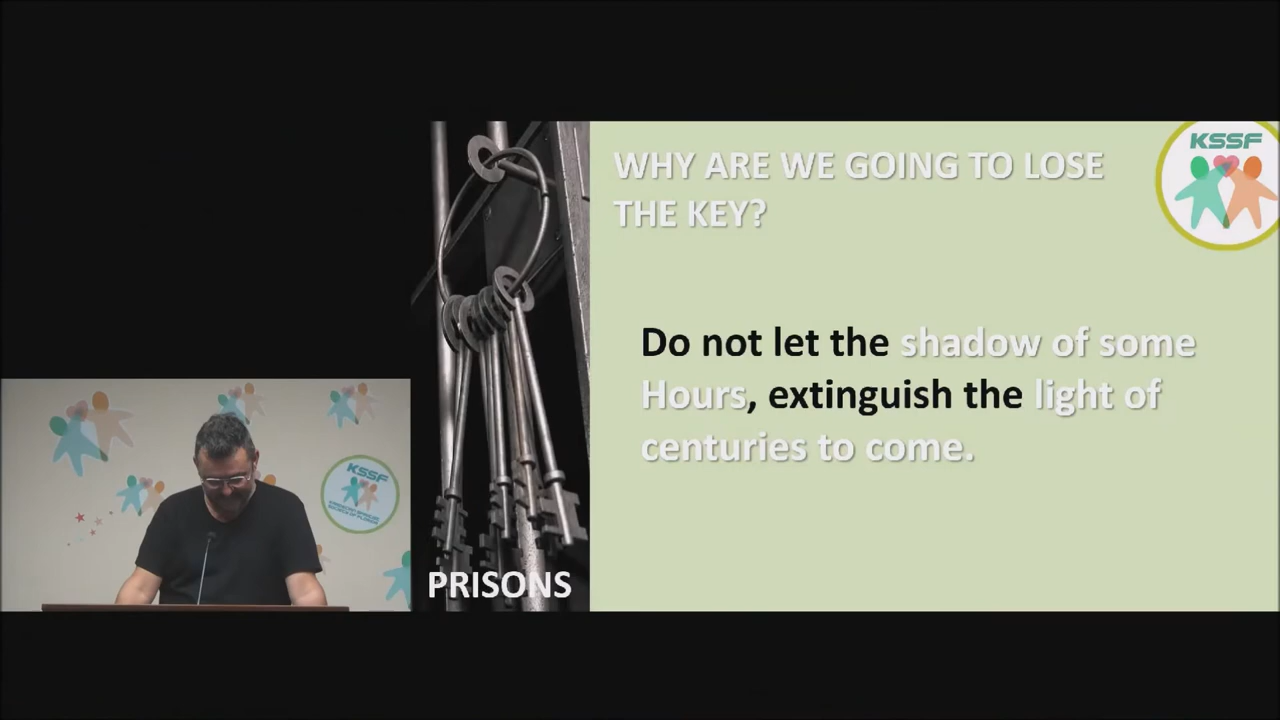 WHY ARE WE GOING TO LOSE
THE KEY?
KSSF
Do not let the shadow of some
Hours, extinguish the light of
centuries to come.
PRISONS
KSSF